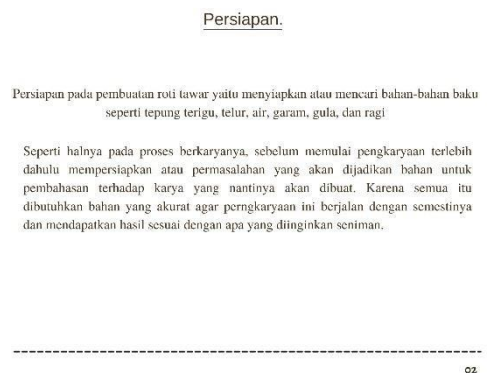 Persiapan.
Persiapan pada pembuatan roti tawar yaitu menyiapkan atau mencari bahan-bahan baku
seperti tepung terigu, telur, air, garam, gula, dan ragi
Seperti halnya pada proses berkaryanya, sebelum memulai pengkaryaan terlebih
dahulu mempersiapkan atau permasalahan yang akan dijadikan bahan untuk
pembahasan terhadap karya yang nantinya akan dibuat. Karena semua itu
dibutuhkan bahan yang akurat agar perngkaryaan ini berjalan dengan semestinya
dan mendapatkan hasil sesuai dengan apa yang diinginkan seniman.
02